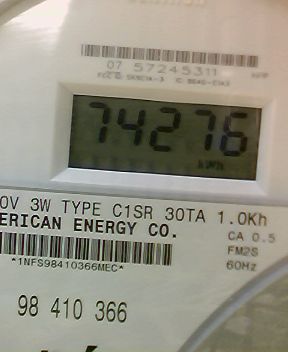 07 57245311
74276
kWh
0V 3W TYPE C1SR 30TA 1.0Kh
ERICAN ENERGY CO.
CA 0.5
FM2S
*1NFS98410366MEC*
60Hz
98 410 366